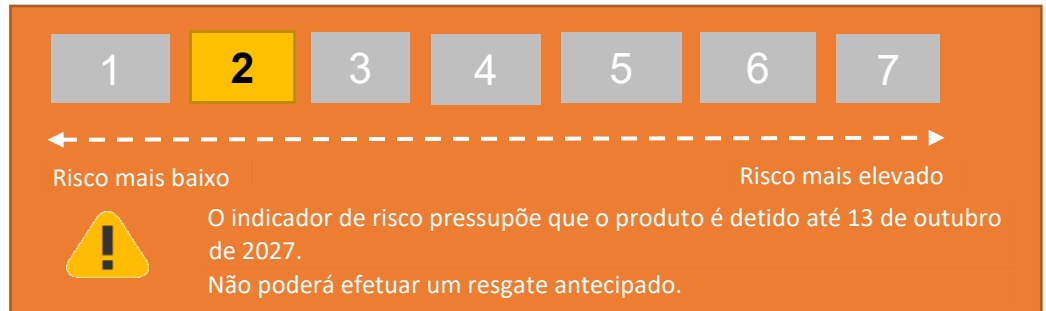 1 2 3 4 5 6 7
Risco mais baixo Risco mais elevado
O indicador de risco pressupõe que o produto é detido até 13 de outubro
de 2027.
Não poderá efetuar um resgate antecipado.